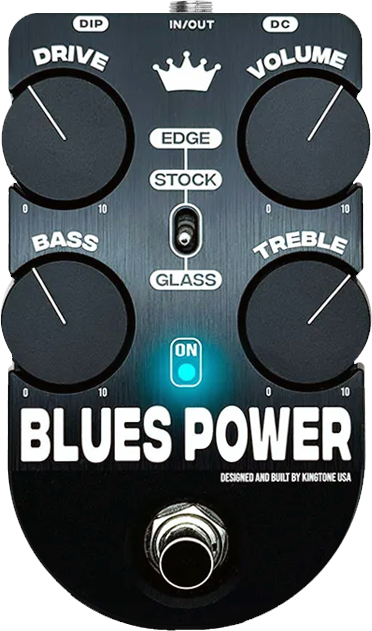 DIP IN/OUT DC
DRIVE VOLUME
EDGE
STOCK
0 10 0 10
BASS TREBLE
GLASS
ON
0 10 0 10
BLUES POWER
DESIGNED AND BUILT BY KINGTONE USA